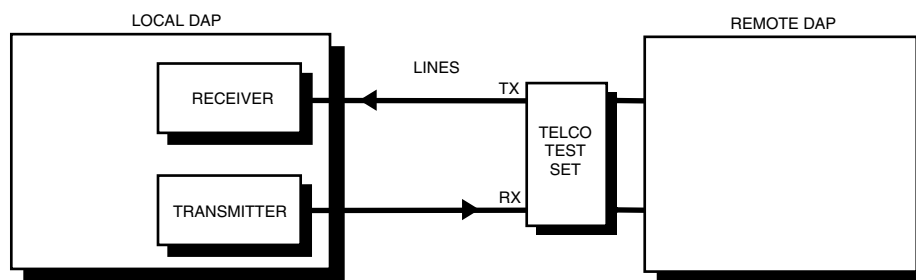 LOCAL DAP
REMOTE DAP
LINES
RECEIVER
TX
TELCO
TEST
SET
TRANSMITTER
RX